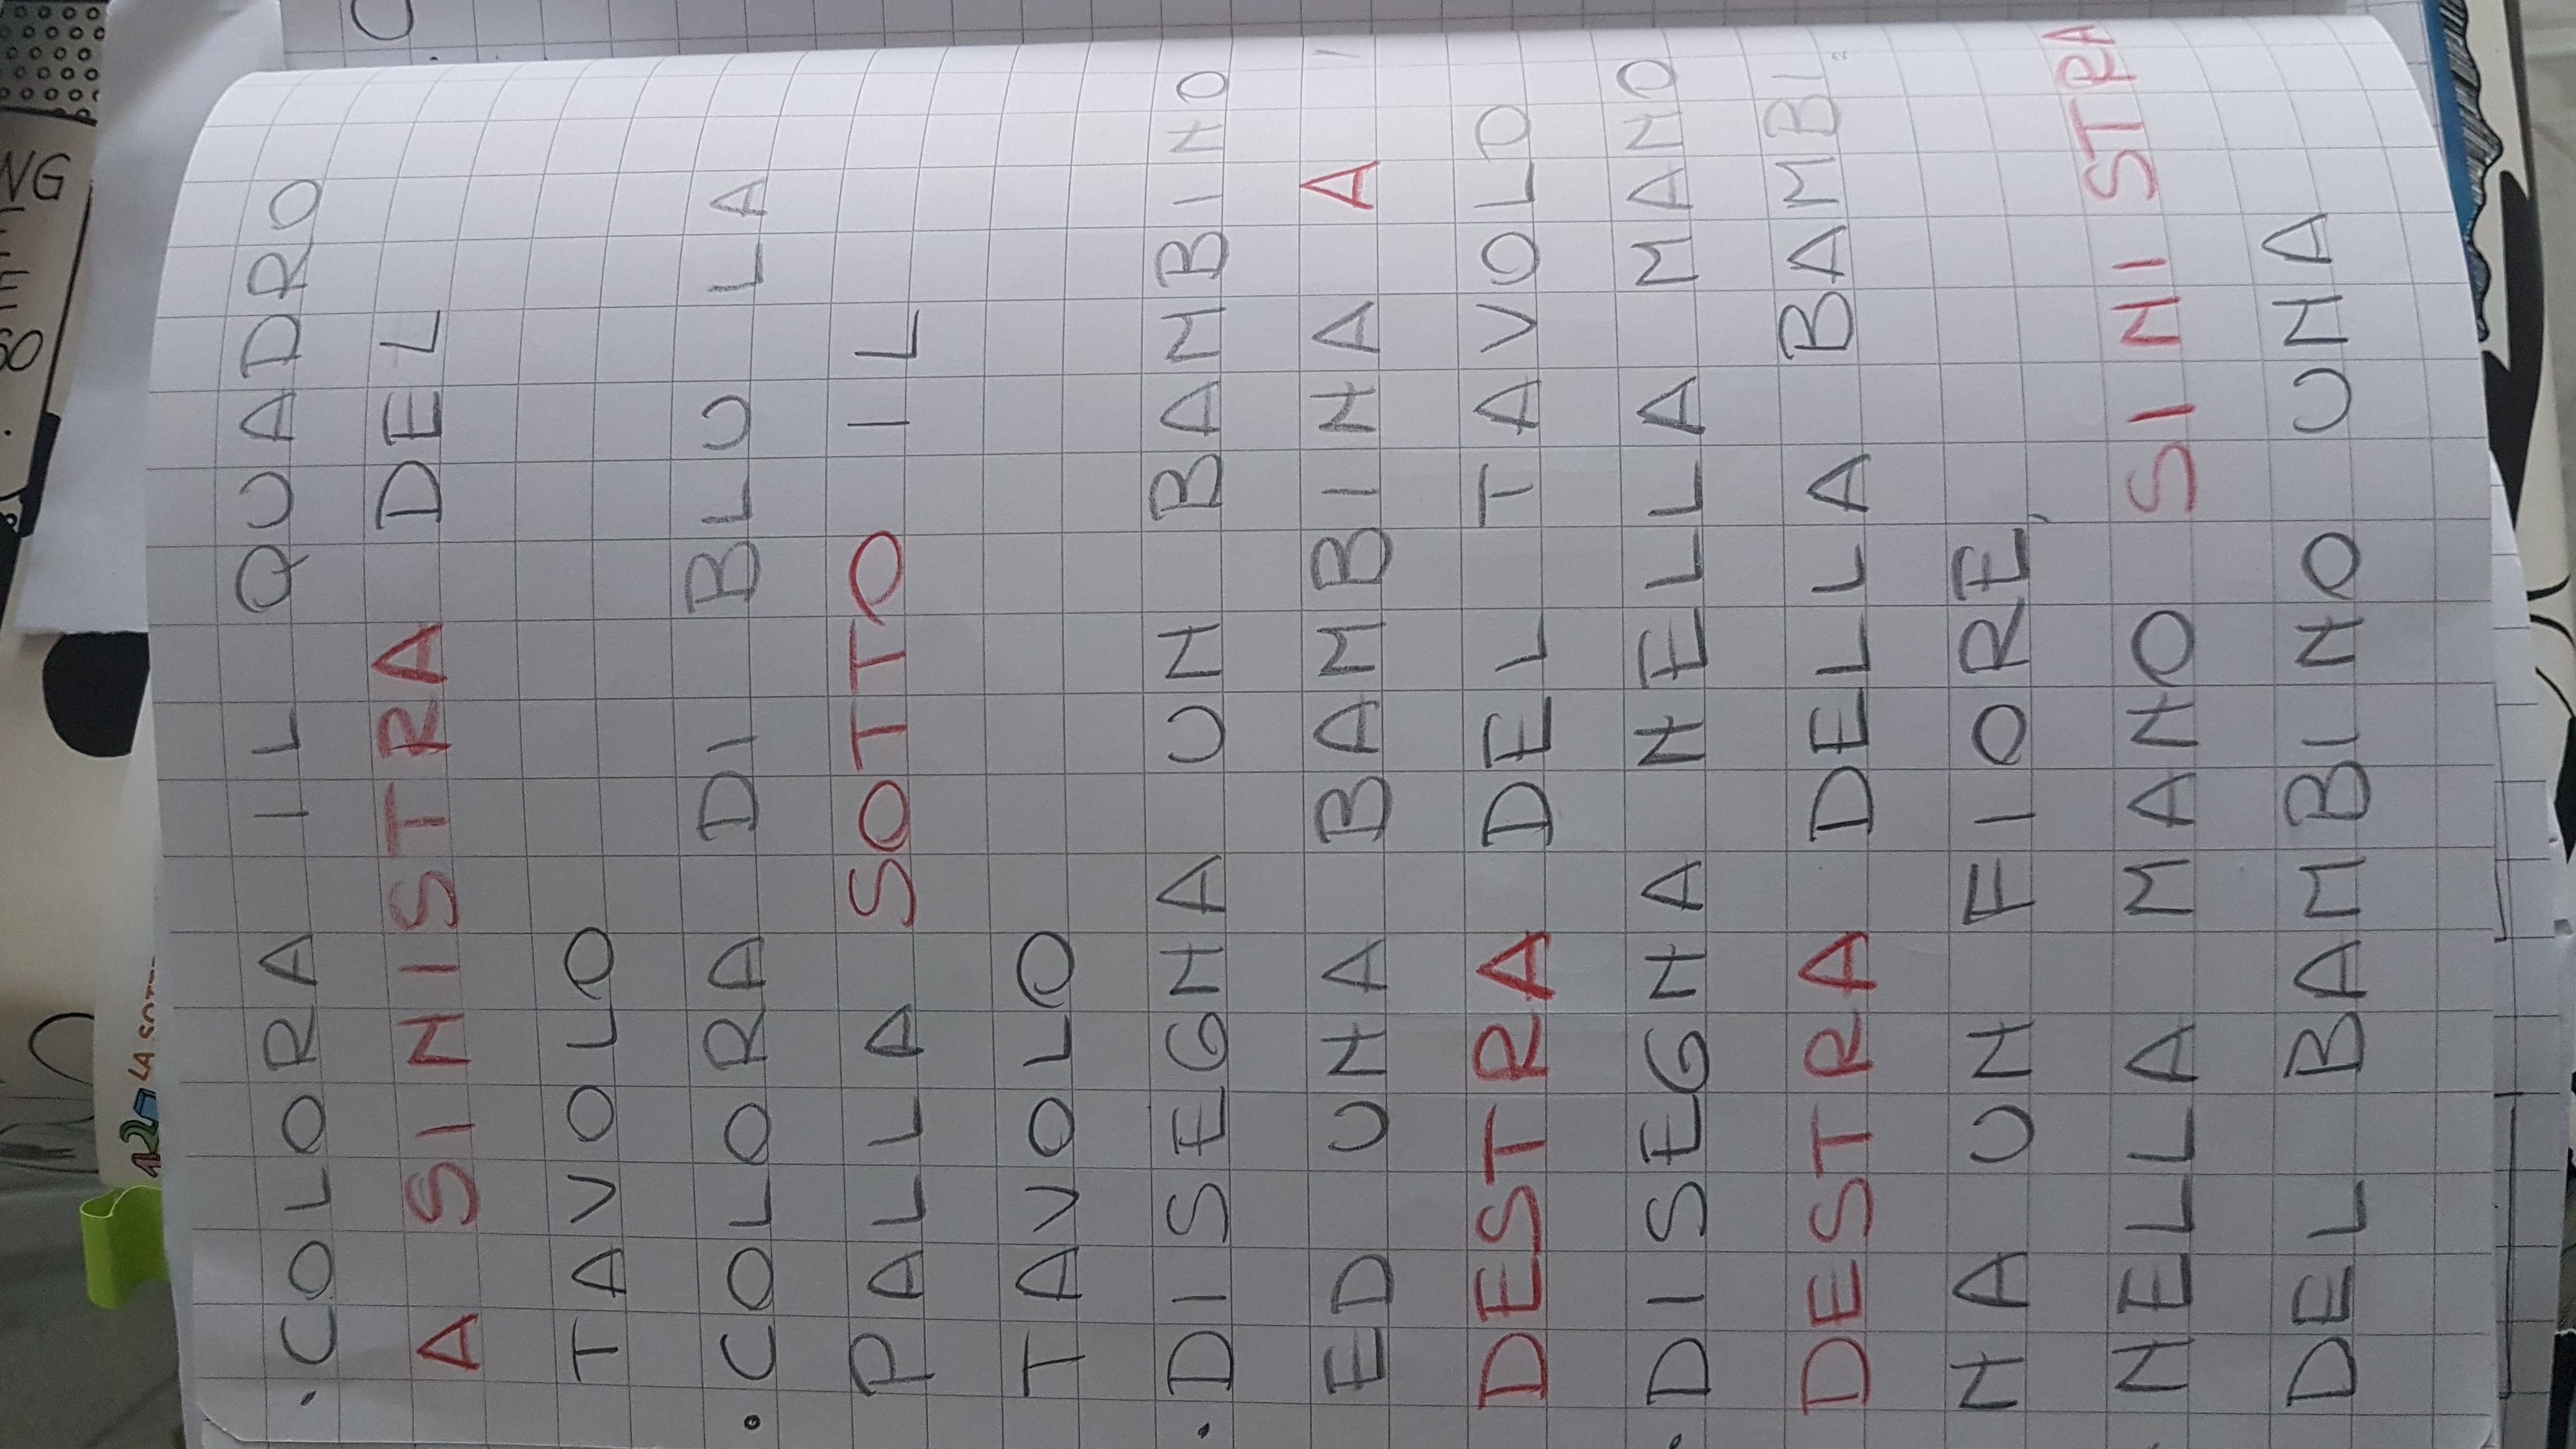 LA SOTT
• COLORA IL QUADRO
A SINISTRA DEL
TAVOLO
• COLORA DI BLU LA
PALLA SOTTO IL
TAVOLO
• DISEGNA UN BAMBINO
ED UNA BAMBINA A
DESTRA DEL TAVOLO
• DISEGNA NELLA MANO
DESTRA DELLA BAMBI=
NA UN FIORE,
NELLA MANO SINISTRA
DEL BAMBINO UNA